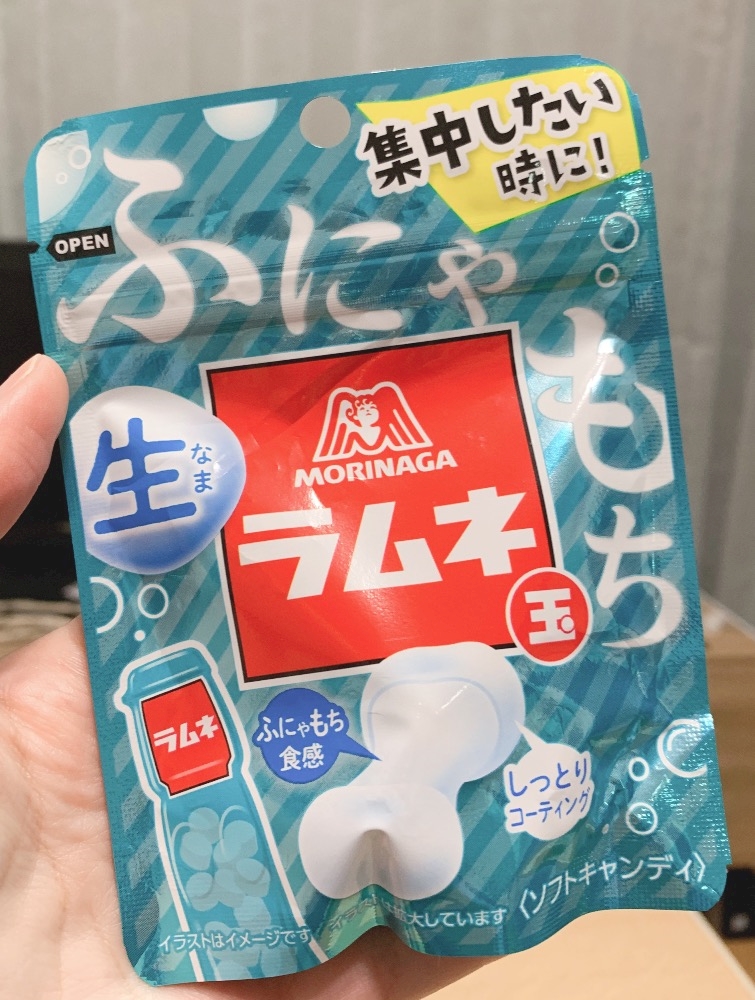 集中したい
時に!
OPEN
ふにゃ
もち
生
なま
MORINAGA
ラムネ
玉
ラムネ
ふにゃもち
食感
しっとり
コーティング
〈ソフトキャンディ〉
イラストはイメージです
大しています